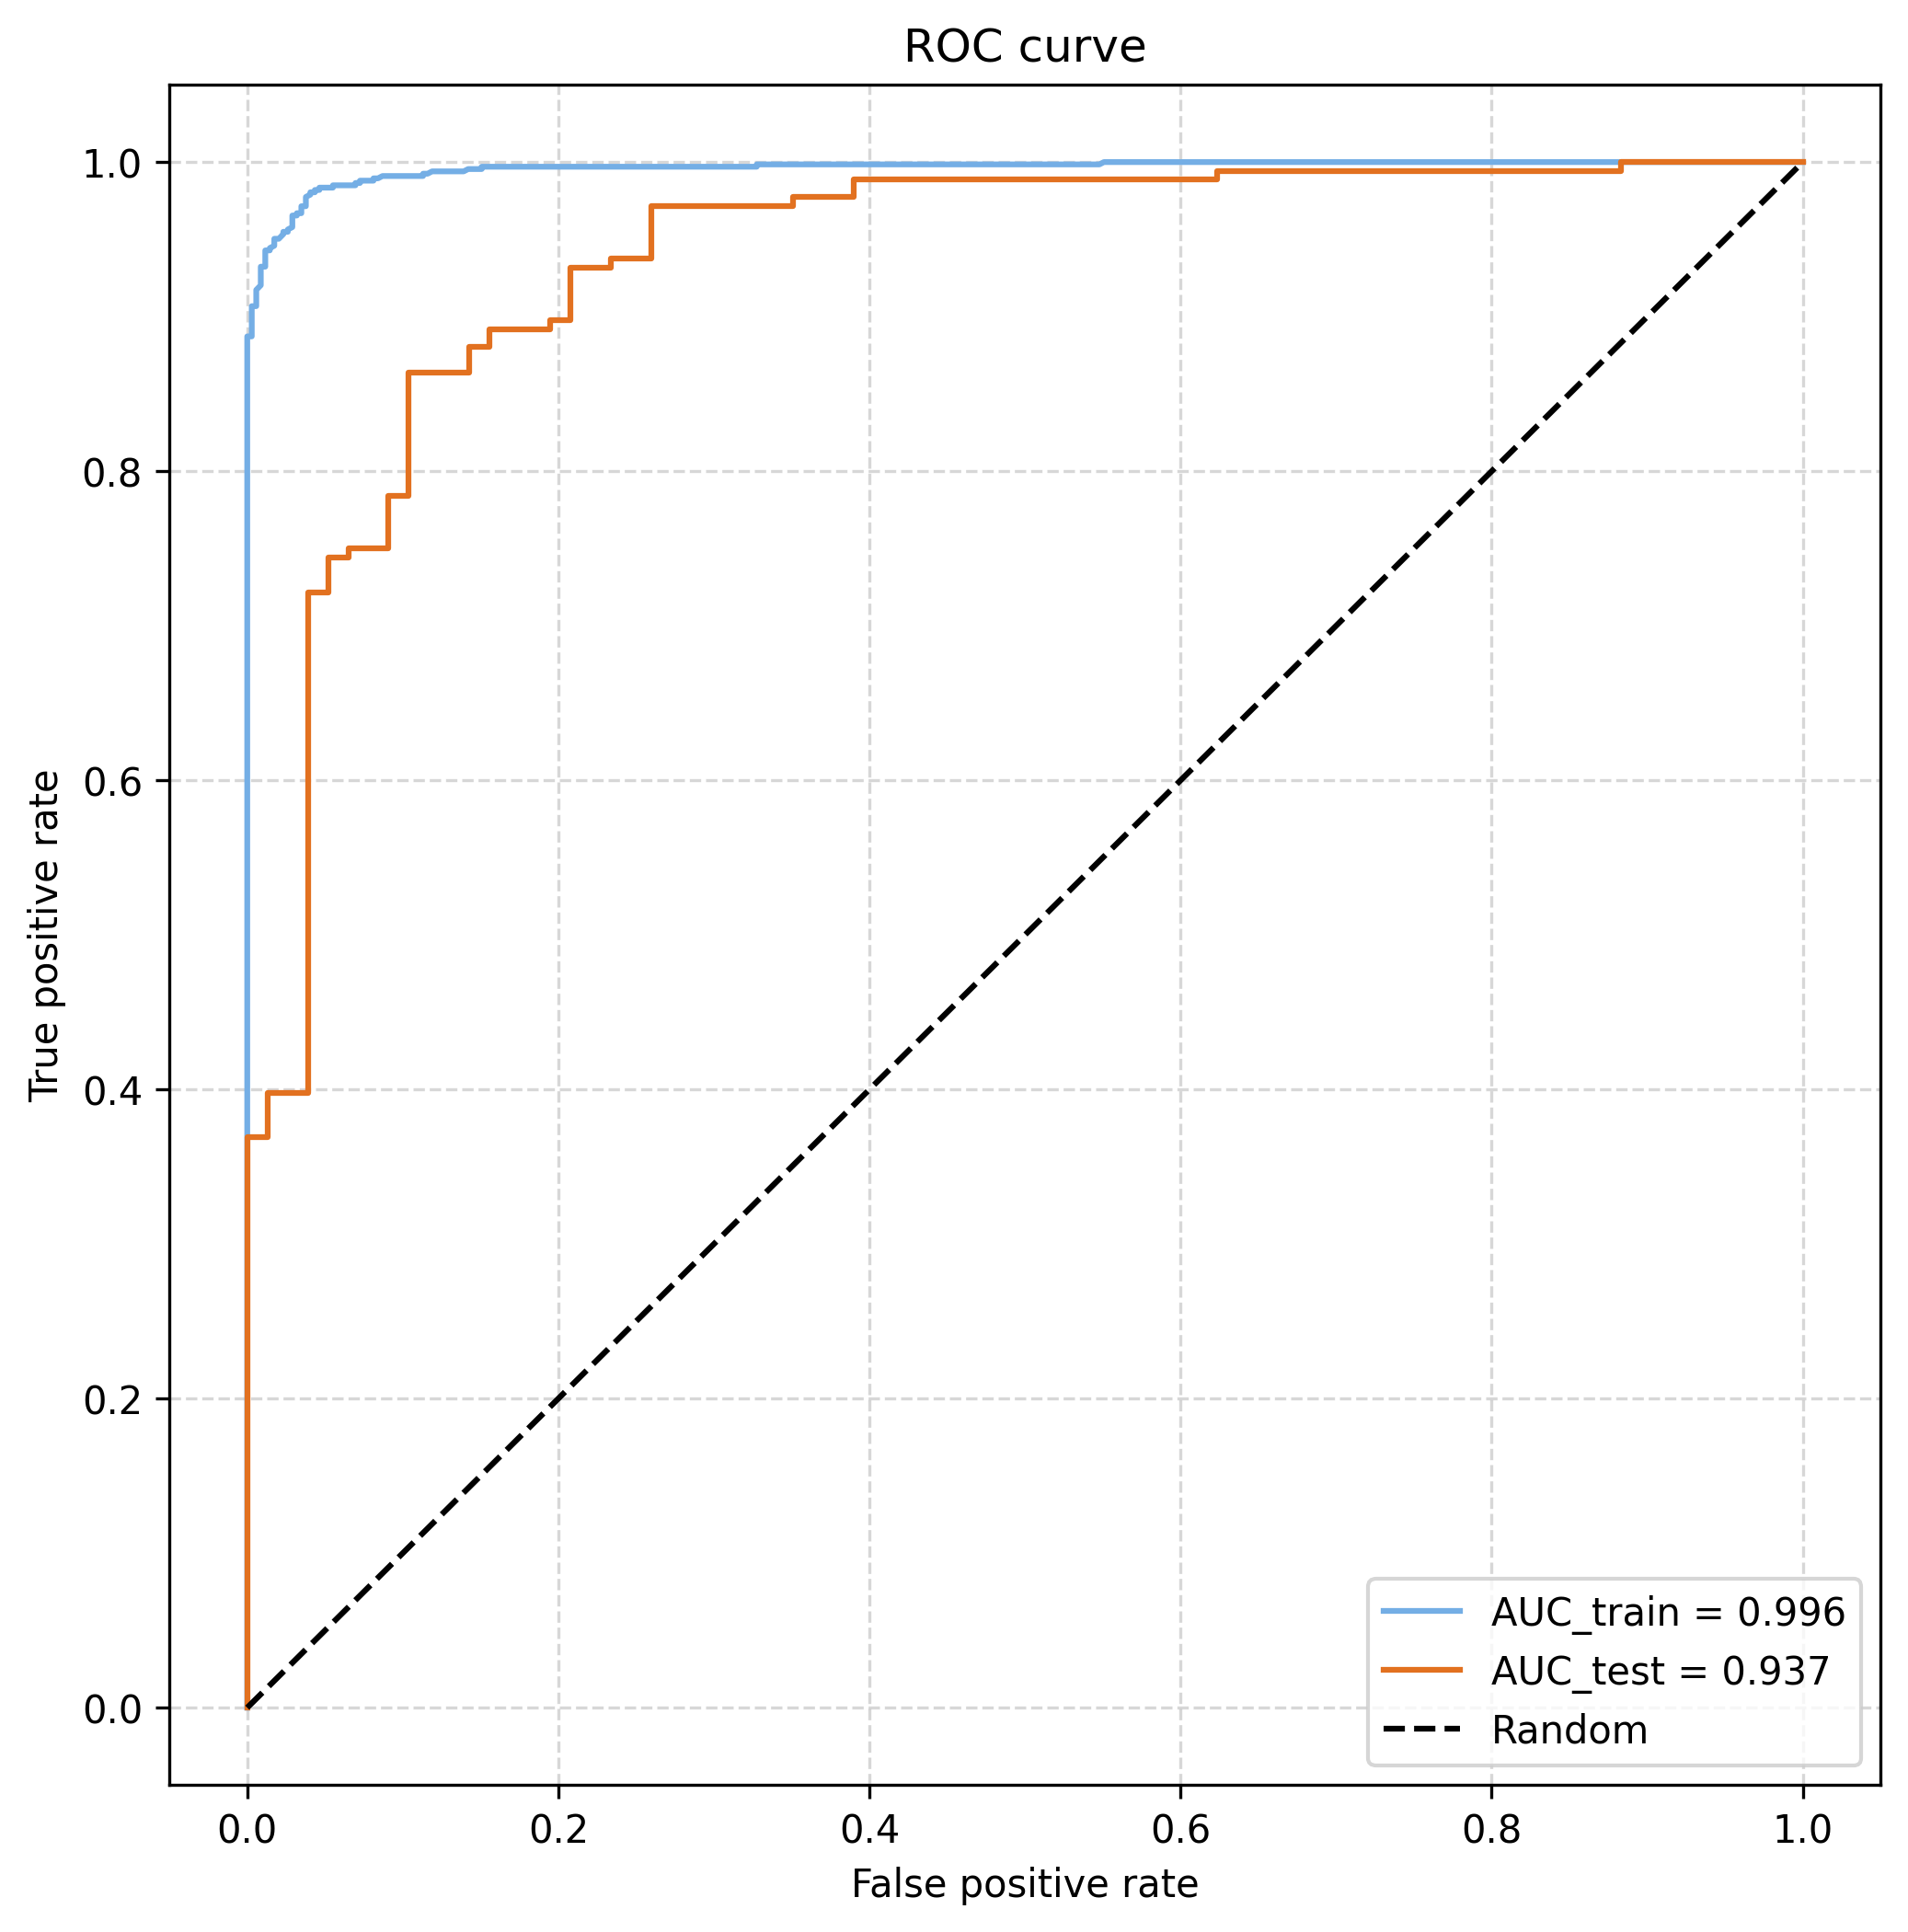 ROC curve
1.0
0.8
0.6
0.4
0.2
0.0
True positive rate
0.0 0.2 0.4 0.6 0.8 1.0
False positive rate
AUC_train = 0.996
AUC_test = 0.937
Random